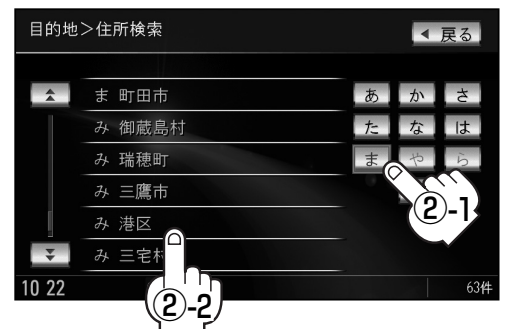 目的地>住所検索
戻る
ま 町田市
み 御蔵島村
み 瑞穂町
み 三鷹市
み 港区
み 三宅村
あ か さ
た な は
ま や ら
②-1
②-2
10 22
63件